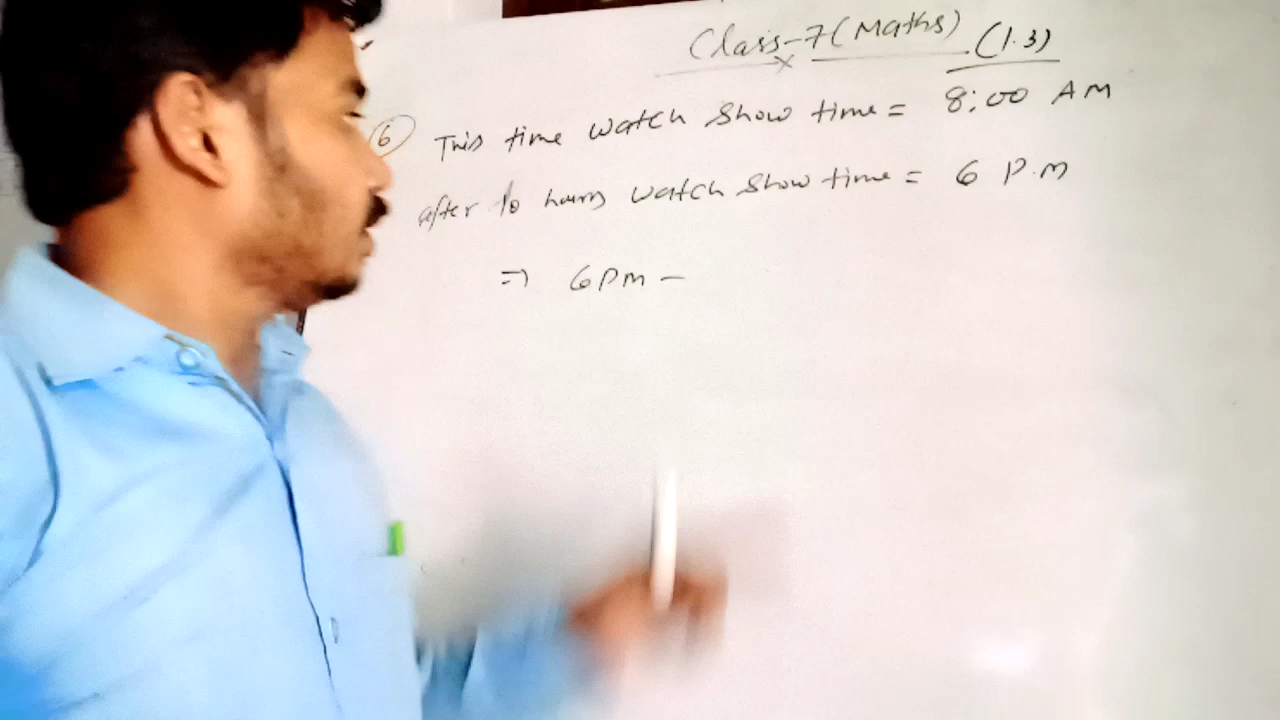 Class-7 (Maths) (1.3)
6 This time watch show time = 8:00 AM
after 10 hours watch show time = 6 P.M
⇒ 6PM -